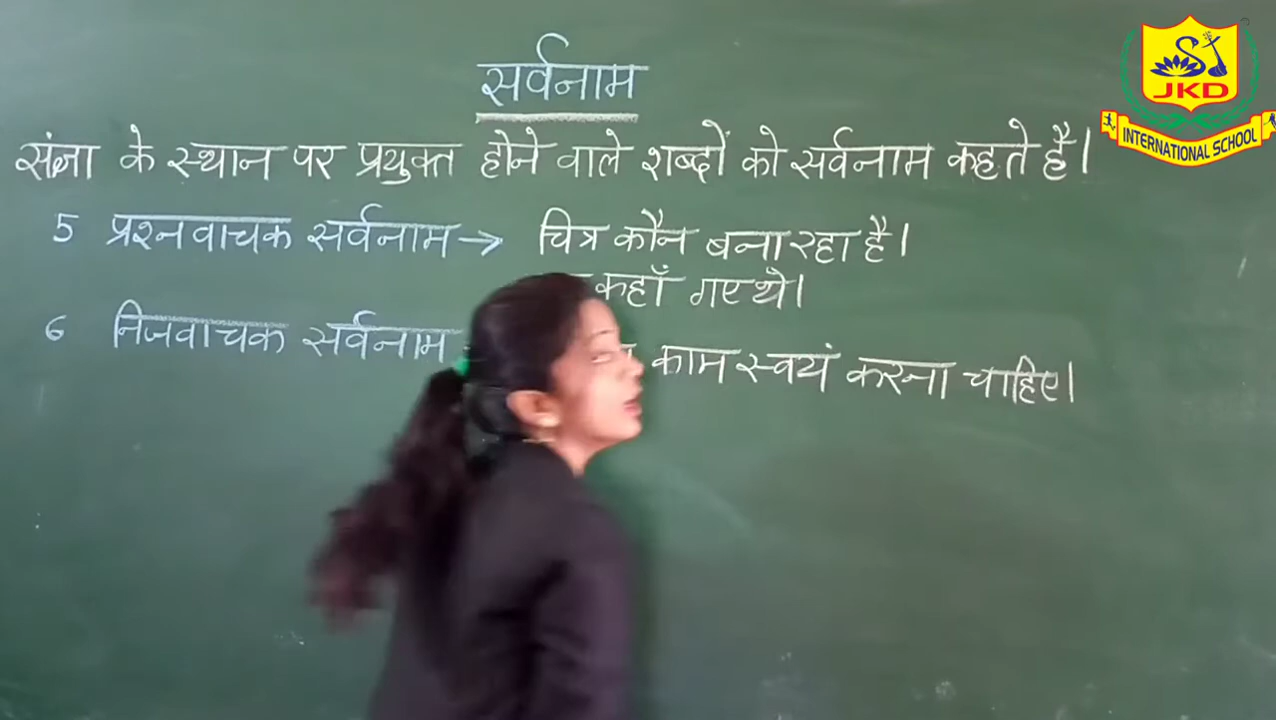 सर्वनाम
संज्ञा के स्थान पर प्रयुक्त होने वाले शब्दों को सर्वनाम कहते हैं।
5 प्रश्नवाचक सर्वनाम → चित्र कौन बना रहा है।
कहाँ गए थे।
6 निजवाचक सर्वनाम काम स्वयं करना चाहिए।
JKD
INTERNATIONAL SCHOOL